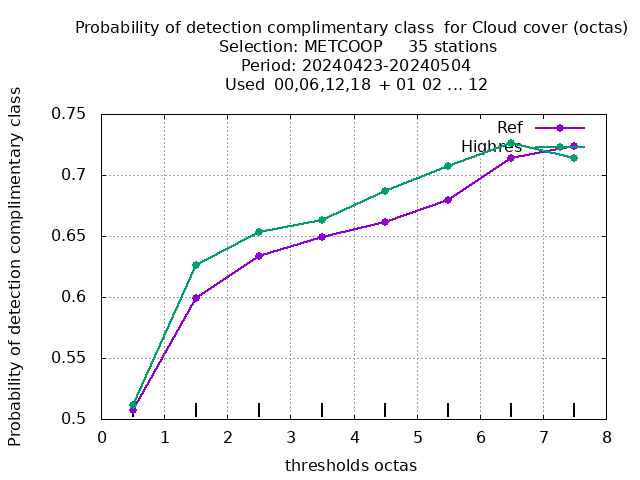 Probability of detection complimentary class  for Cloud cover (octas)
Selection: METCOOP     35 stations
Period: 20240423-20240504
Used  00,06,12,18 + 01 02 ... 12
Probability of detection complimentary class
0.75
0.7
0.65
0.6
0.55
0.5
Ref
Highres
0 1 2 3 4 5 6 7 8
thresholds octas